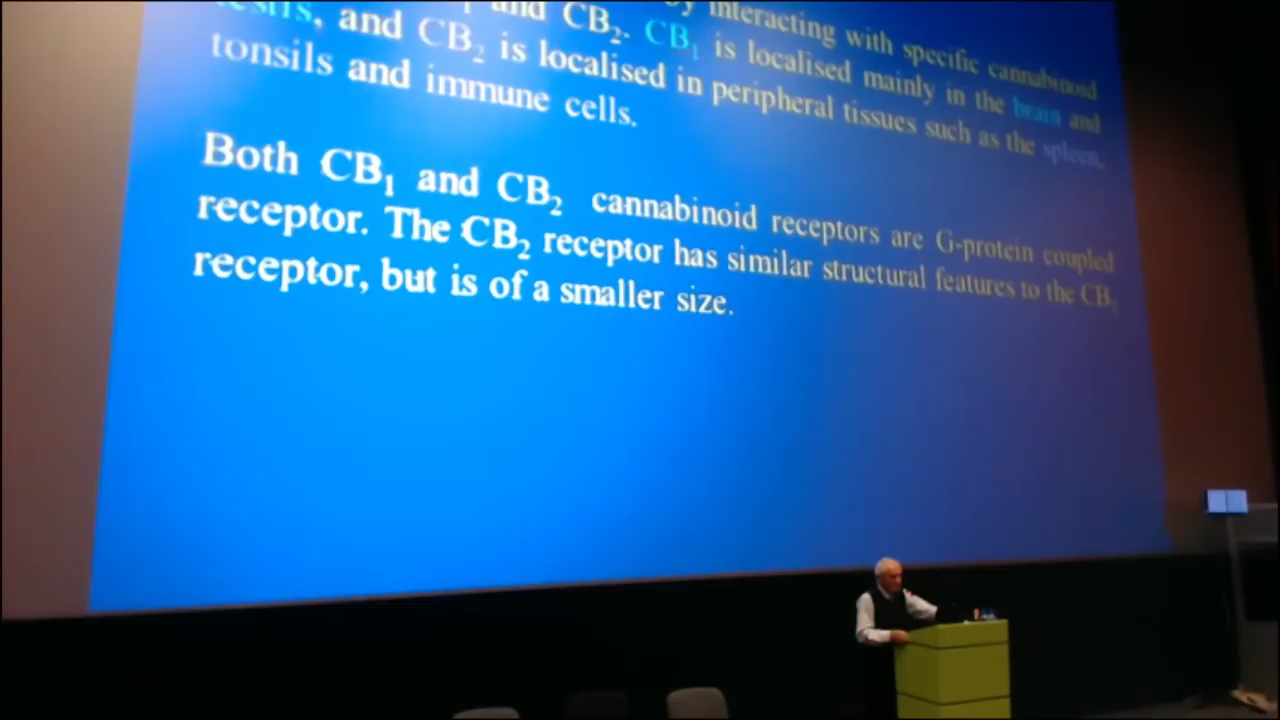 and CB₂. by interacting with specific cannabinoid
testis, and CB₂ is localised in peripheral tissues such as the spleen,
CB₁ is localised mainly in the brain and
tonsils and immune cells.
Both CB₁ and CB₂ cannabinoid receptors are G-protein coupled
receptor. The CB₂ receptor has similar structural features to the CB₁
receptor, but is of a smaller size.